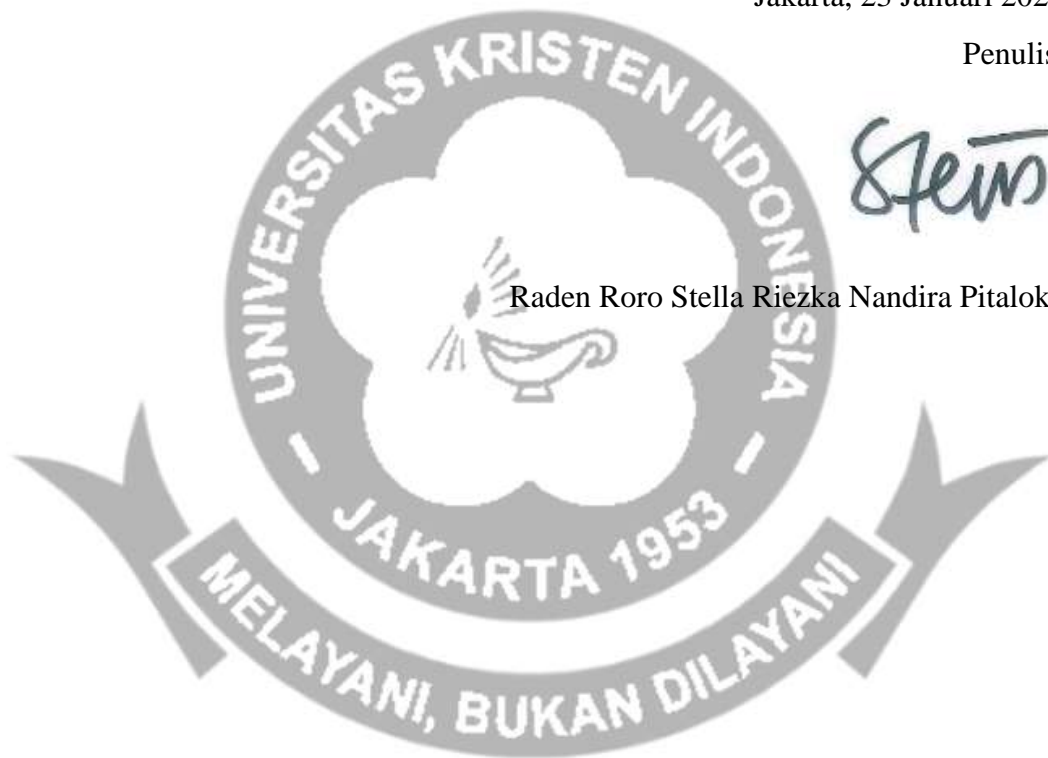 Jakarta, 23 Januari 202
Penulis
Raden Roro Stella Riezka Nandira Pitalok
UNIVERSITAS KRISTEN INDONESIA
JAKARTA 1953
MELAYANI, BUKAN DILAYANI